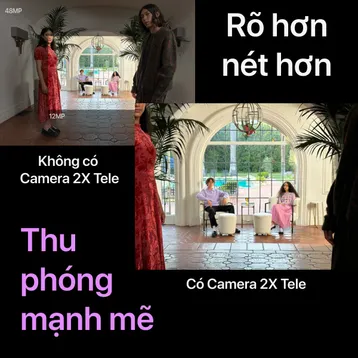 48MP
12MP
Không có
Camera 2X Tele
Rõ hơn
nét hơn
Có Camera 2X Tele
Thu
phóng
mạnh mẽ